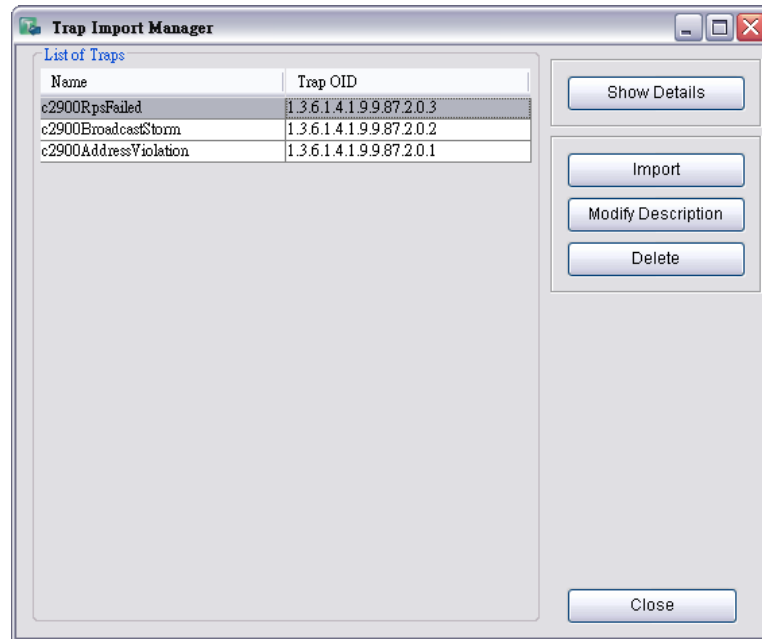 Trap Import Manager
List of Traps
Name Trap OID
c2900RpsFailed 1.3.6.1.4.1.9.9.87.2.0.3
c2900BroadcastStorm 1.3.6.1.4.1.9.9.87.2.0.2
c2900AddressViolation 1.3.6.1.4.1.9.9.87.2.0.1
Show Details
Import
Modify Description
Delete
Close